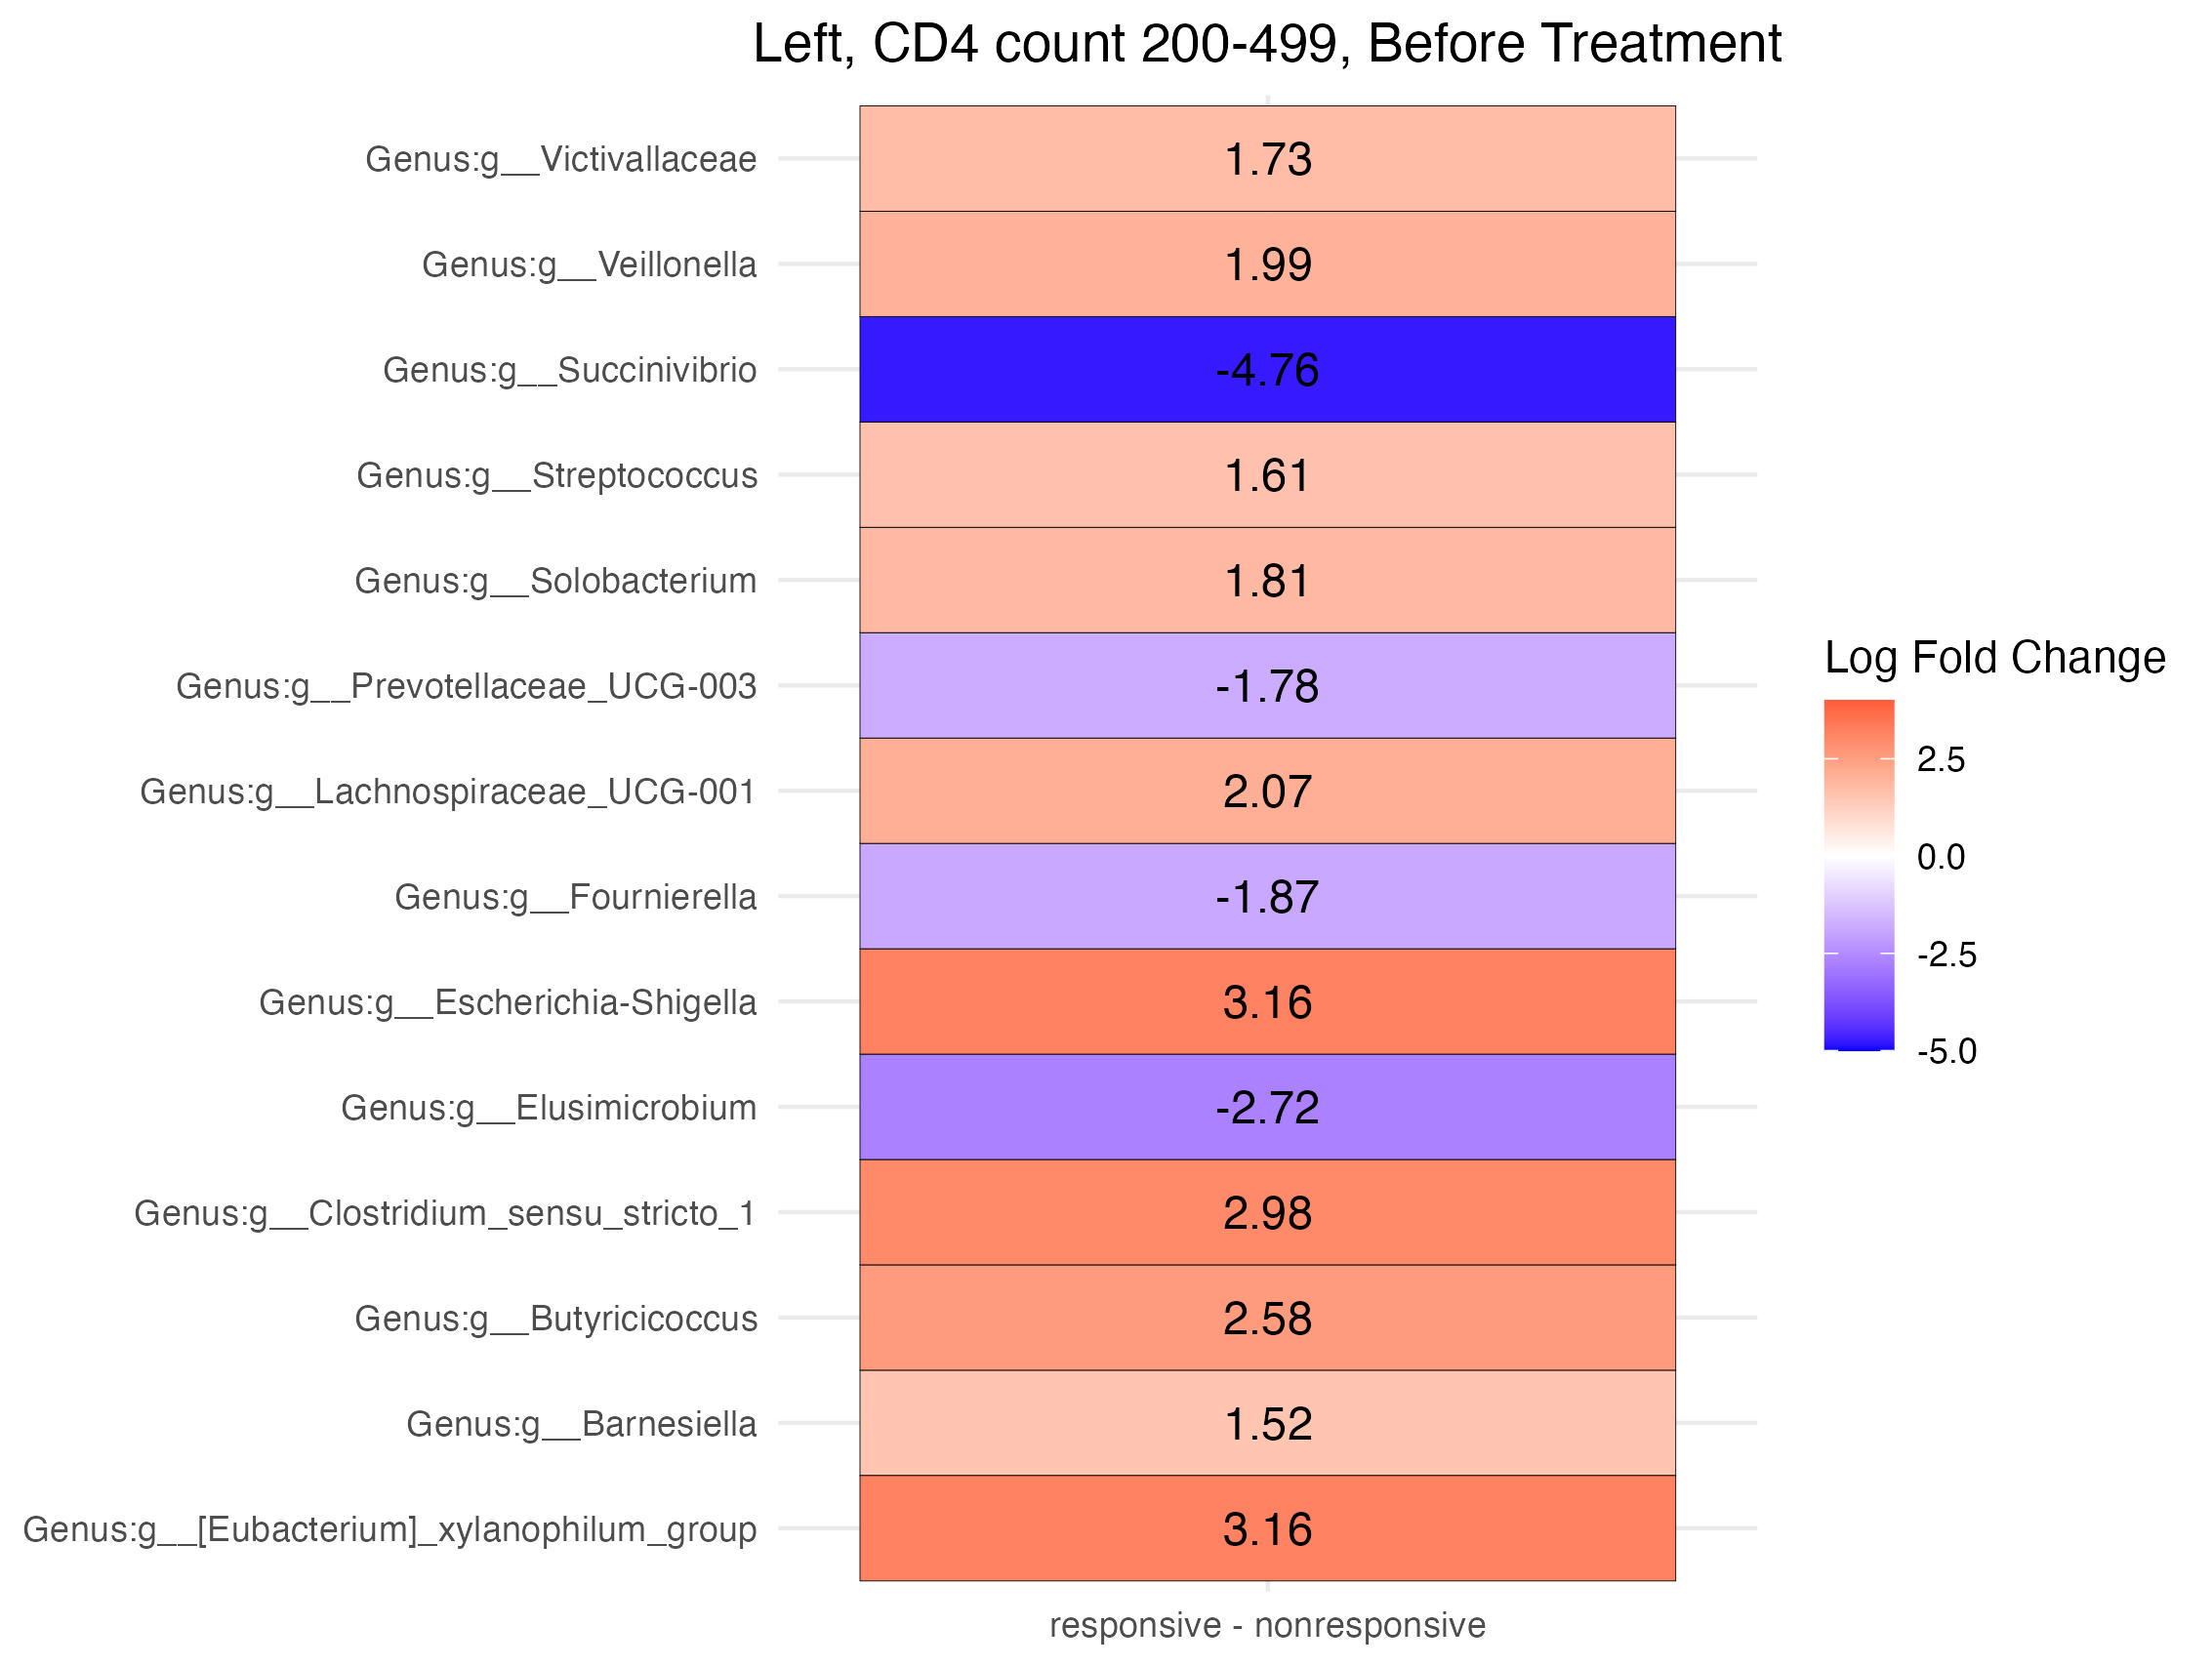 Left, CD4 count 200-499, Before Treatment
Genus:g__Victivallaceae 1.73
Genus:g__Veillonella 1.99
Genus:g__Succinivibrio -4.76
Genus:g__Streptococcus 1.61
Genus:g__Solobacterium 1.81
Genus:g__Prevotellaceae_UCG-003 -1.78
Genus:g__Lachnospiraceae_UCG-001 2.07
Genus:g__Fournierella -1.87
Genus:g__Escherichia-Shigella 3.16
Genus:g__Elusimicrobium -2.72
Genus:g__Clostridium_sensu_stricto_1 2.98
Genus:g__Butyricicoccus 2.58
Genus:g__Barnesiella 1.52
Genus:g__[Eubacterium]_xylanophilum_group 3.16
responsive - nonresponsive
Log Fold Change
2.5
0.0
-2.5
-5.0